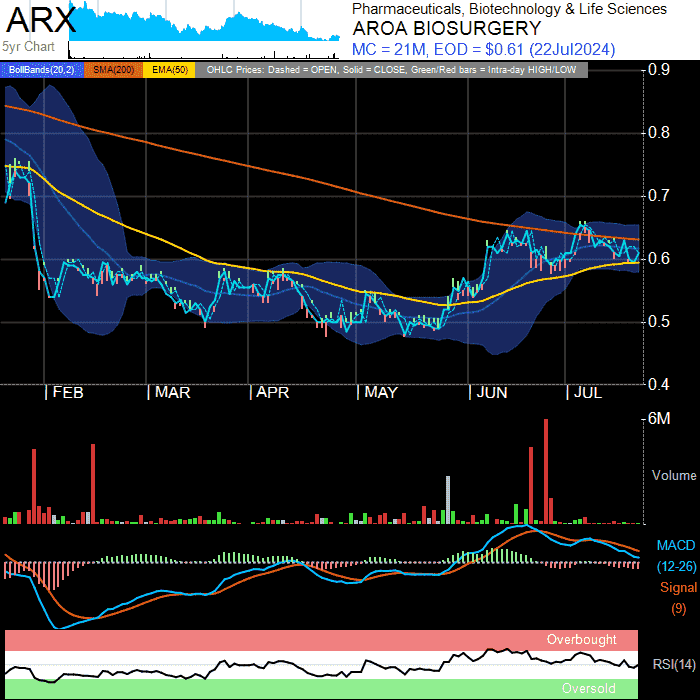 ARX
5yr Chart
Pharmaceuticals, Biotechnology & Life Sciences
AROA BIOSURGERY
MC = 21M, EOD = $0.61 (22Jul2024)
BollBands(20,2) SMA(200) EMA(50) OHLC Prices: Dashed = OPEN, Solid = CLOSE, Green/Red bars = Intra-day HIGH/LOW
0.9
0.8
0.7
0.6
0.5
0.4
| FEB | MAR | APR | MAY | JUN | JUL
6M
Volume
MACD
(12-26)
Signal
(9)
Overbought
RSI(14)
Oversold